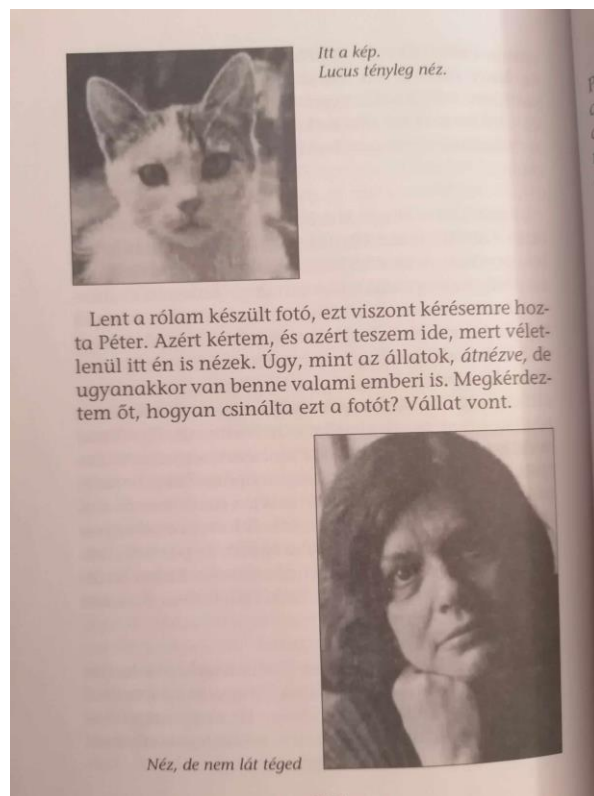 Itt a kép.
Lucus tényleg néz.
Lent a rólam készült fotó, ezt viszont kérésemre hoz-
ta Péter. Azért kértem, és azért teszem ide, mert vélet-
lenül itt én is nézek. Úgy, mint az állatok, átnézve, de
ugyanakkor van benne valami emberi is. Megkérdez-
tem őt, hogyan csinálta ezt a fotót? Vállat vont.
Néz, de nem lát téged